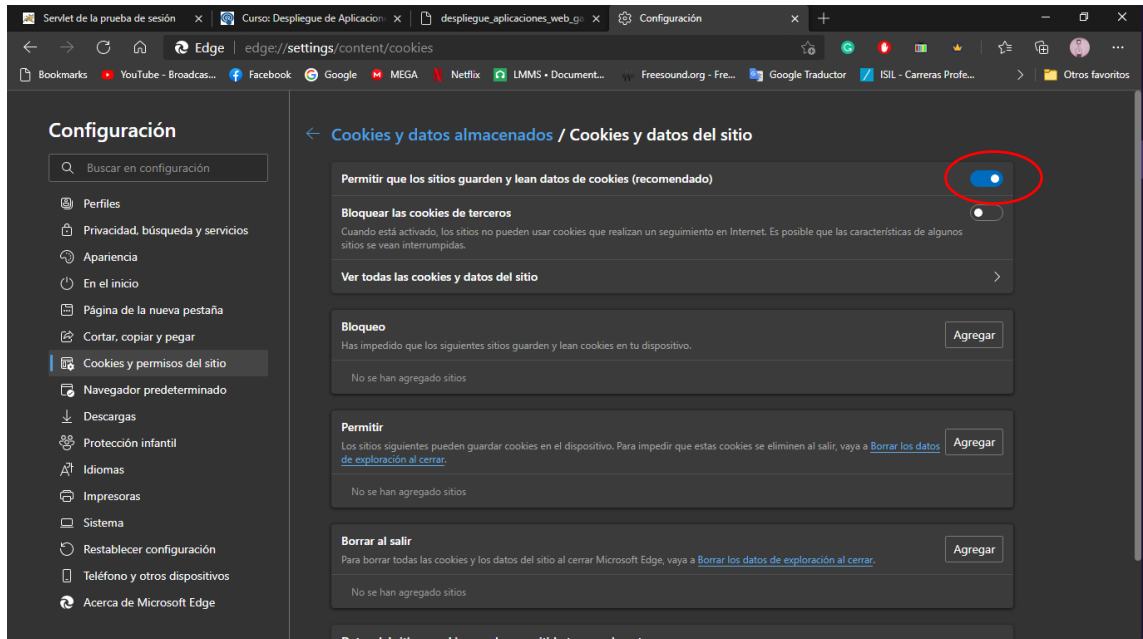 Servlet de la prueba de sesión
Curso: Despliegue de Aplicacion
despliegue_aplicaciones_web_ga
Configuración
Edge
edge://settings/content/cookies
Bookmarks
YouTube - Broadcas...
Facebook
Google
MEGA
Netflix
LMMS • Document...
Freesound.org - Fre...
Google Traductor
ISIL - Carreras Profe...
Otros favoritos
Configuración
Buscar en configuración
Perfiles
Privacidad, búsqueda y servicios
Apariencia
En el inicio
Página de la nueva pestaña
Cortar, copiar y pegar
Cookies y permisos del sitio
Navegador predeterminado
Descargas
Protección infantil
Idiomas
Impresoras
Sistema
Restablecer configuración
Teléfono y otros dispositivos
Acerca de Microsoft Edge
Cookies y datos almacenados / Cookies y datos del sitio
Permitir que los sitios guarden y lean datos de cookies (recomendado)
Bloquear las cookies de terceros
Cuando está activado, los sitios no pueden usar cookies que realizan un seguimiento en Internet. Es posible que las características de algunos
sitios se vean interrumpidas.
Ver todas las cookies y datos del sitio
Bloqueo
Agregar
Has impedido que los siguientes sitios guarden y lean cookies en tu dispositivo.
No se han agregado sitios
Permitir
Los sitios siguientes pueden guardar cookies en el dispositivo. Para impedir que estas cookies se eliminen al salir, vaya a Borrar los datos
de exploración al cerrar.
Agregar
No se han agregado sitios
Borrar al salir
Agregar
Para borrar todas las cookies y los datos del sitio al cerrar Microsoft Edge, vaya a Borrar los datos de exploración al cerrar.
No se han agregado sitios